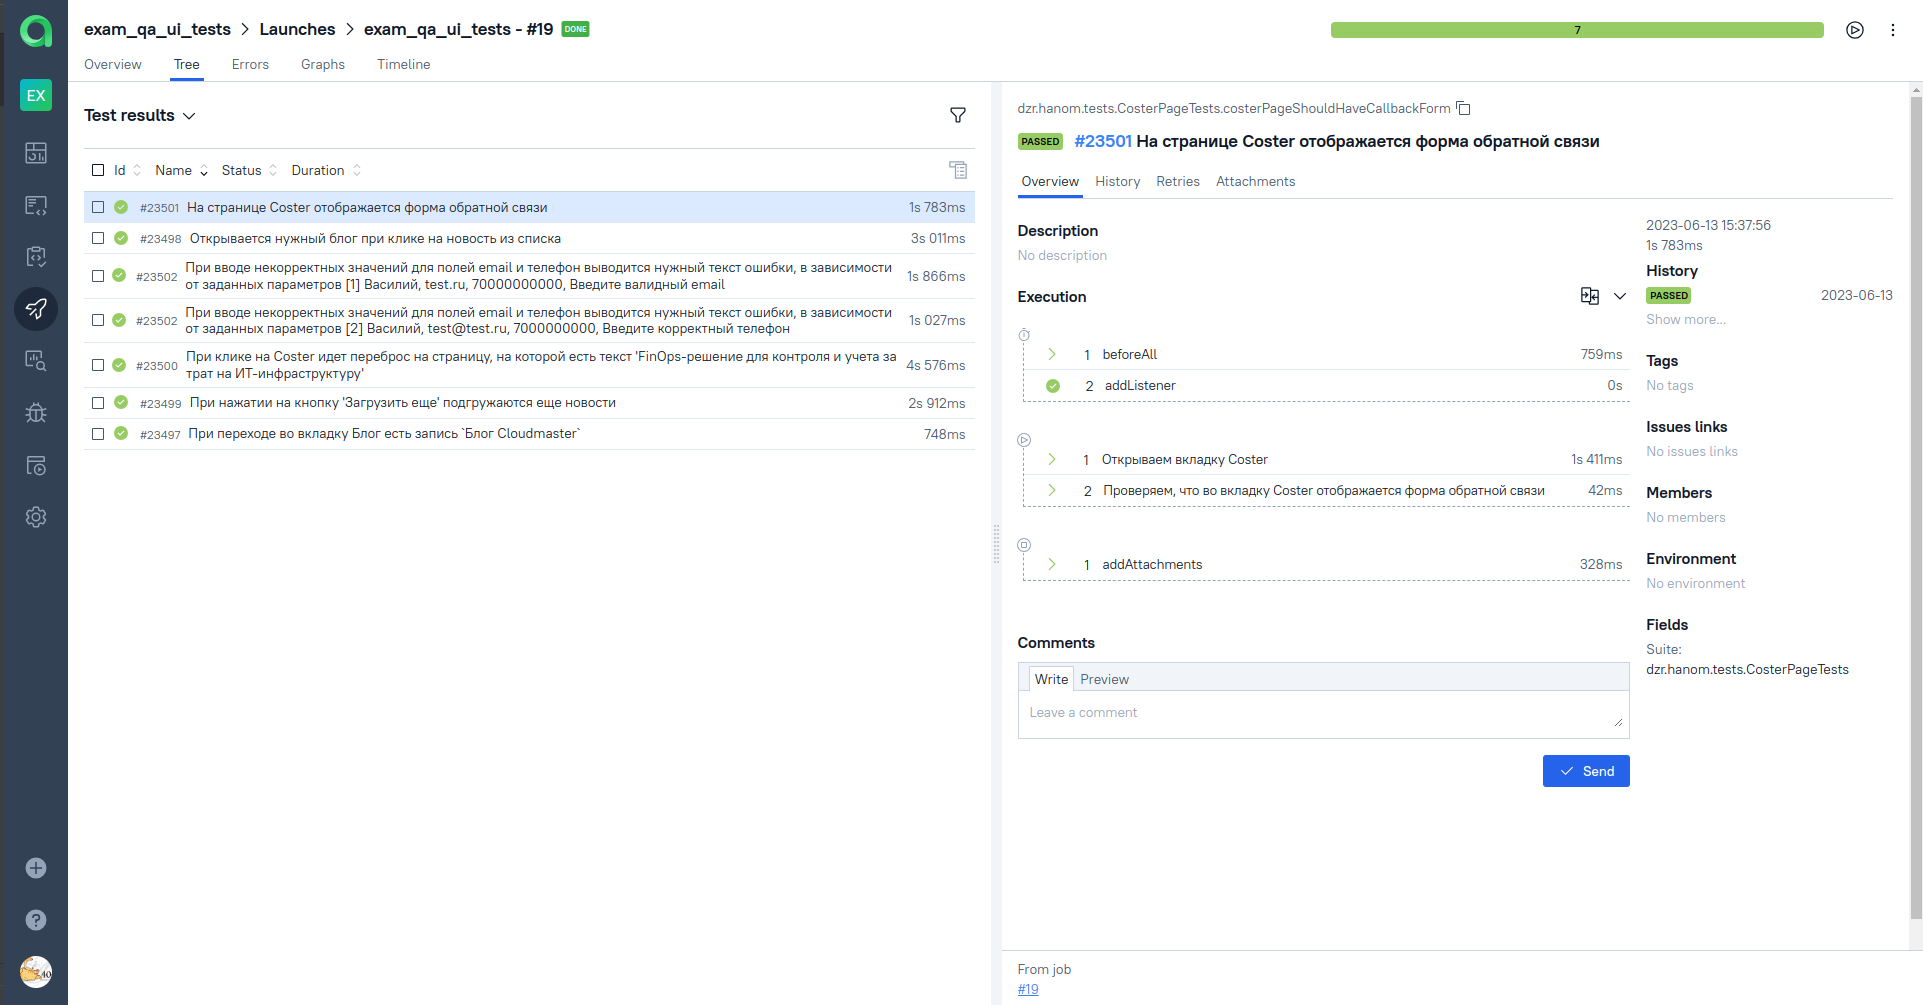 exam_qa_ui_tests > Launches > exam_qa_ui_tests - #19 DONE
7
Overview Tree Errors Graphs Timeline
EX
Test results
Id Name Status Duration
#23501 На странице Coster отображается форма обратной связи 1s 783ms
#23498 Открывается нужный блог при клике на новость из списка 3s 011ms
#23502 При вводе некорректных значений для полей email и телефон выводится нужный текст ошибки, в зависимости
от заданных параметров [1] Василий, test.ru, 70000000000, Введите валидный email 1s 866ms
#23502 При вводе некорректных значений для полей email и телефон выводится нужный текст ошибки, в зависимости
от заданных параметров [2] Василий, test@test.ru, 7000000000, Введите корректный телефон 1s 027ms
#23500 При клике на Coster идет переброс на страницу, на которой есть текст 'FinOps-решение для контроля и учета за
трат на ИТ-инфраструктуру' 4s 576ms
#23499 При нажатии на кнопку 'Загрузить еще' подгружаются еще новости 2s 912ms
#23497 При переходе во вкладку Блог есть запись `Блог Cloudmaster` 748ms
dzr.hanom.tests.CosterPageTests.costerPageShouldHaveCallbackForm
PASSED #23501 На странице Coster отображается форма обратной связи
Overview History Retries Attachments
Description
No description
Execution
1 beforeAll 759ms
2 addListener 0s
1 Открываем вкладку Coster 1s 411ms
2 Проверяем, что во вкладку Coster отображается форма обратной связи 42ms
1 addAttachments 328ms
Comments
Write Preview
Leave a comment
Send
2023-06-13 15:37:56
1s 783ms
History
PASSED 2023-06-13
Show more...
Tags
No tags
Issues links
No issues links
Members
No members
Environment
No environment
Fields
Suite:
dzr.hanom.tests.CosterPageTests
From job
#19